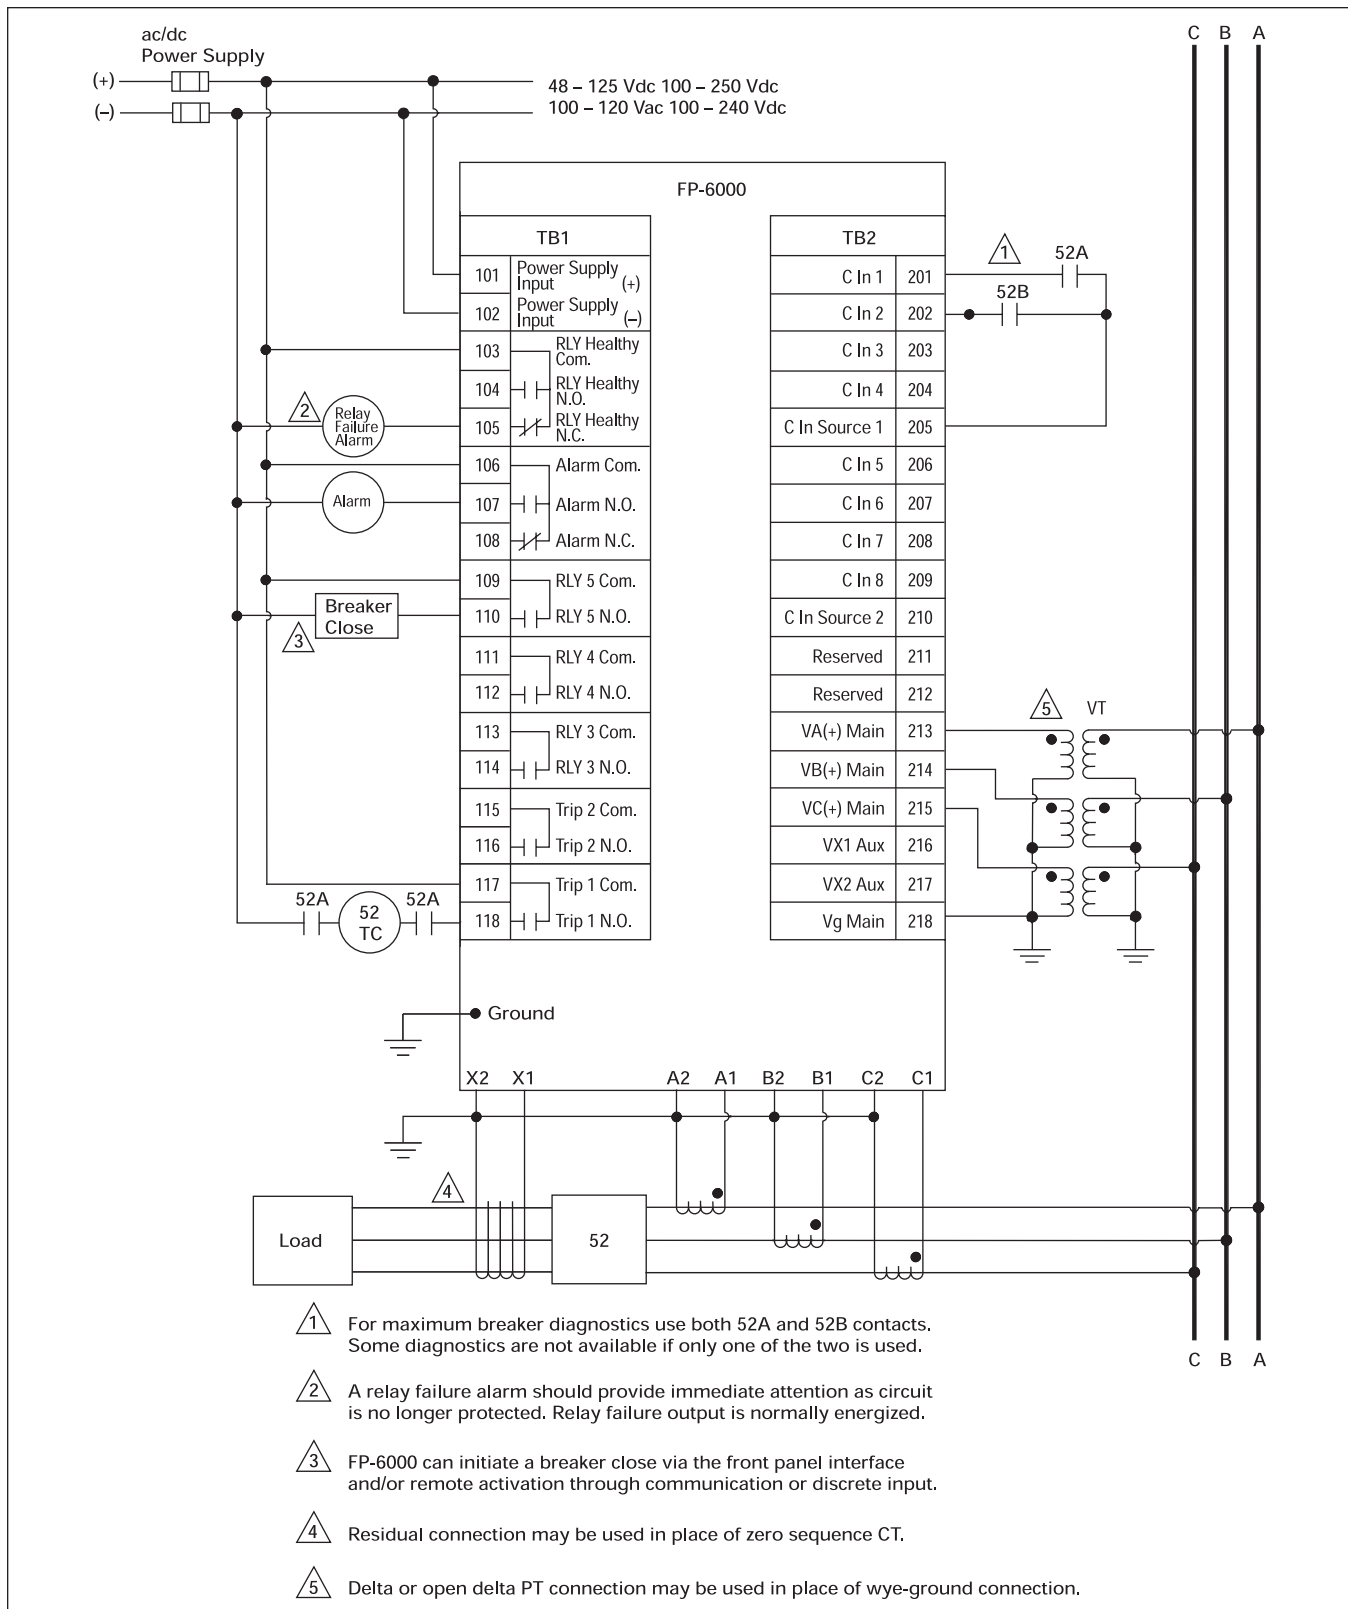 ac/dc
Power Supply
C B A
(+)
48 – 125 Vdc 100 – 250 Vdc
(–)
100 – 120 Vac 100 – 240 Vdc
FP-6000
TB1
101 Power Supply Input (+)
102 Power Supply Input (–)
103 RLY Healthy Com.
104 RLY Healthy N.O.
105 RLY Healthy N.C.
106 Alarm Com.
107 Alarm N.O.
108 Alarm N.C.
109 RLY 5 Com.
110 RLY 5 N.O.
111 RLY 4 Com.
112 RLY 4 N.O.
113 RLY 3 Com.
114 RLY 3 N.O.
115 Trip 2 Com.
116 Trip 2 N.O.
117 Trip 1 Com.
118 Trip 1 N.O.
2
Relay
Failure
Alarm
Alarm
Breaker
Close
3
52A
52
TC
52A
TB2
C In 1 201
C In 2 202
C In 3 203
C In 4 204
C In Source 1 205
C In 5 206
C In 6 207
C In 7 208
C In 8 209
C In Source 2 210
Reserved 211
Reserved 212
VA(+) Main 213
VB(+) Main 214
VC(+) Main 215
VX1 Aux 216
VX2 Aux 217
Vg Main 218
1
52A
52B
5
VT
Ground
X2 X1 A2 A1 B2 B1 C2 C1
4
Load
52
C B A
1 For maximum breaker diagnostics use both 52A and 52B contacts.
Some diagnostics are not available if only one of the two is used.
2 A relay failure alarm should provide immediate attention as circuit
is no longer protected. Relay failure output is normally energized.
3 FP-6000 can initiate a breaker close via the front panel interface
and/or remote activation through communication or discrete input.
4 Residual connection may be used in place of zero sequence CT.
5 Delta or open delta PT connection may be used in place of wye-ground connection.